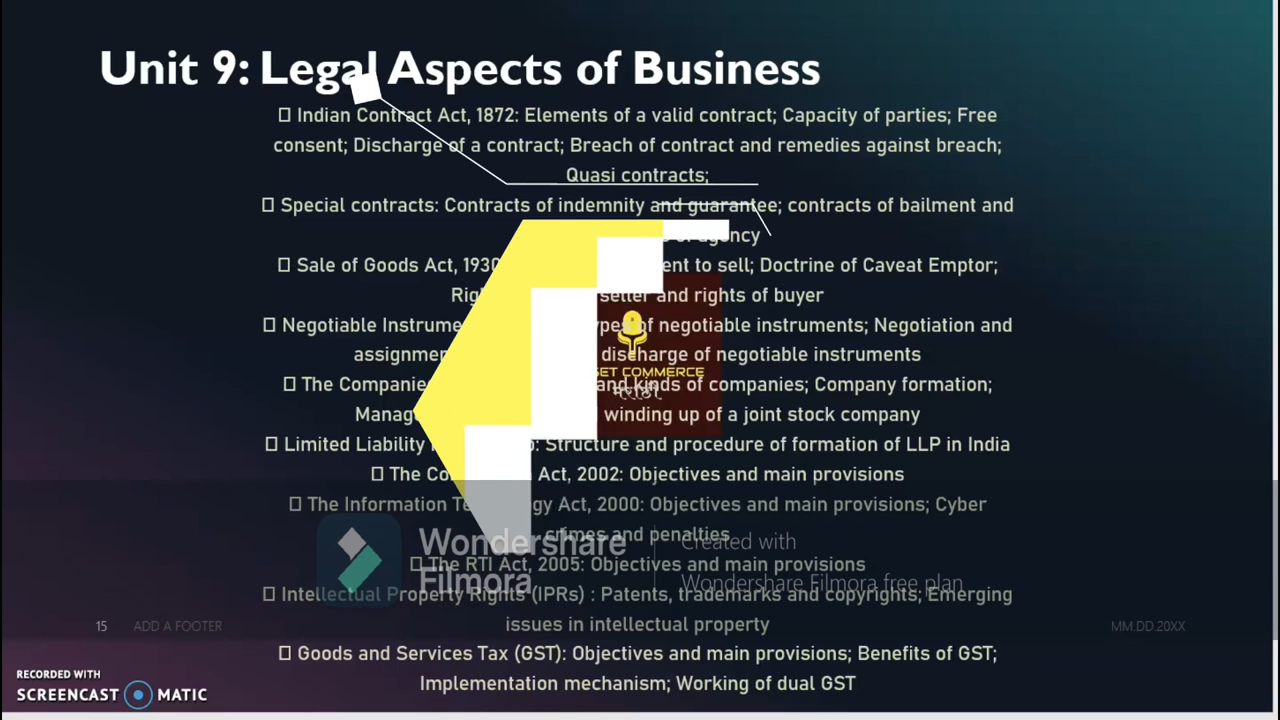 Unit 9: Legal Aspects of Business
Indian Contract Act, 1872: Elements of a valid contract; Capacity of parties; Free
consent; Discharge of a contract; Breach of contract and remedies against breach;
Quasi contracts;
Special contracts: Contracts of indemnity and guarantee; contracts of bailment and
agency
Sale of Goods Act, 1930 to sell; Doctrine of Caveat Emptor;
seller and rights of buyer
Negotiable of negotiable instruments; Negotiation and
discharge of negotiable instruments
SET COMMERCE
मराठी
The and kinds of companies; Company formation;
winding up of a joint stock company
Limited Liability Structure and procedure of formation of LLP in India
The Act, 2002: Objectives and main provisions
The Information Act, 2000: Objectives and main provisions; Cyber
crimes and penalties
Wondershare
Filmora
Created with
Wondershare Filmora free plan
The RTI Act, 2005: Objectives and main provisions
Intellectual Property Rights (IPRs) : Patents, trademarks and copyrights; Emerging
issues in intellectual property
15 ADD A FOOTER MM.DD.20XX
Goods and Services Tax (GST): Objectives and main provisions; Benefits of GST;
Implementation mechanism; Working of dual GST
RECORDED WITH
SCREENCAST MATIC